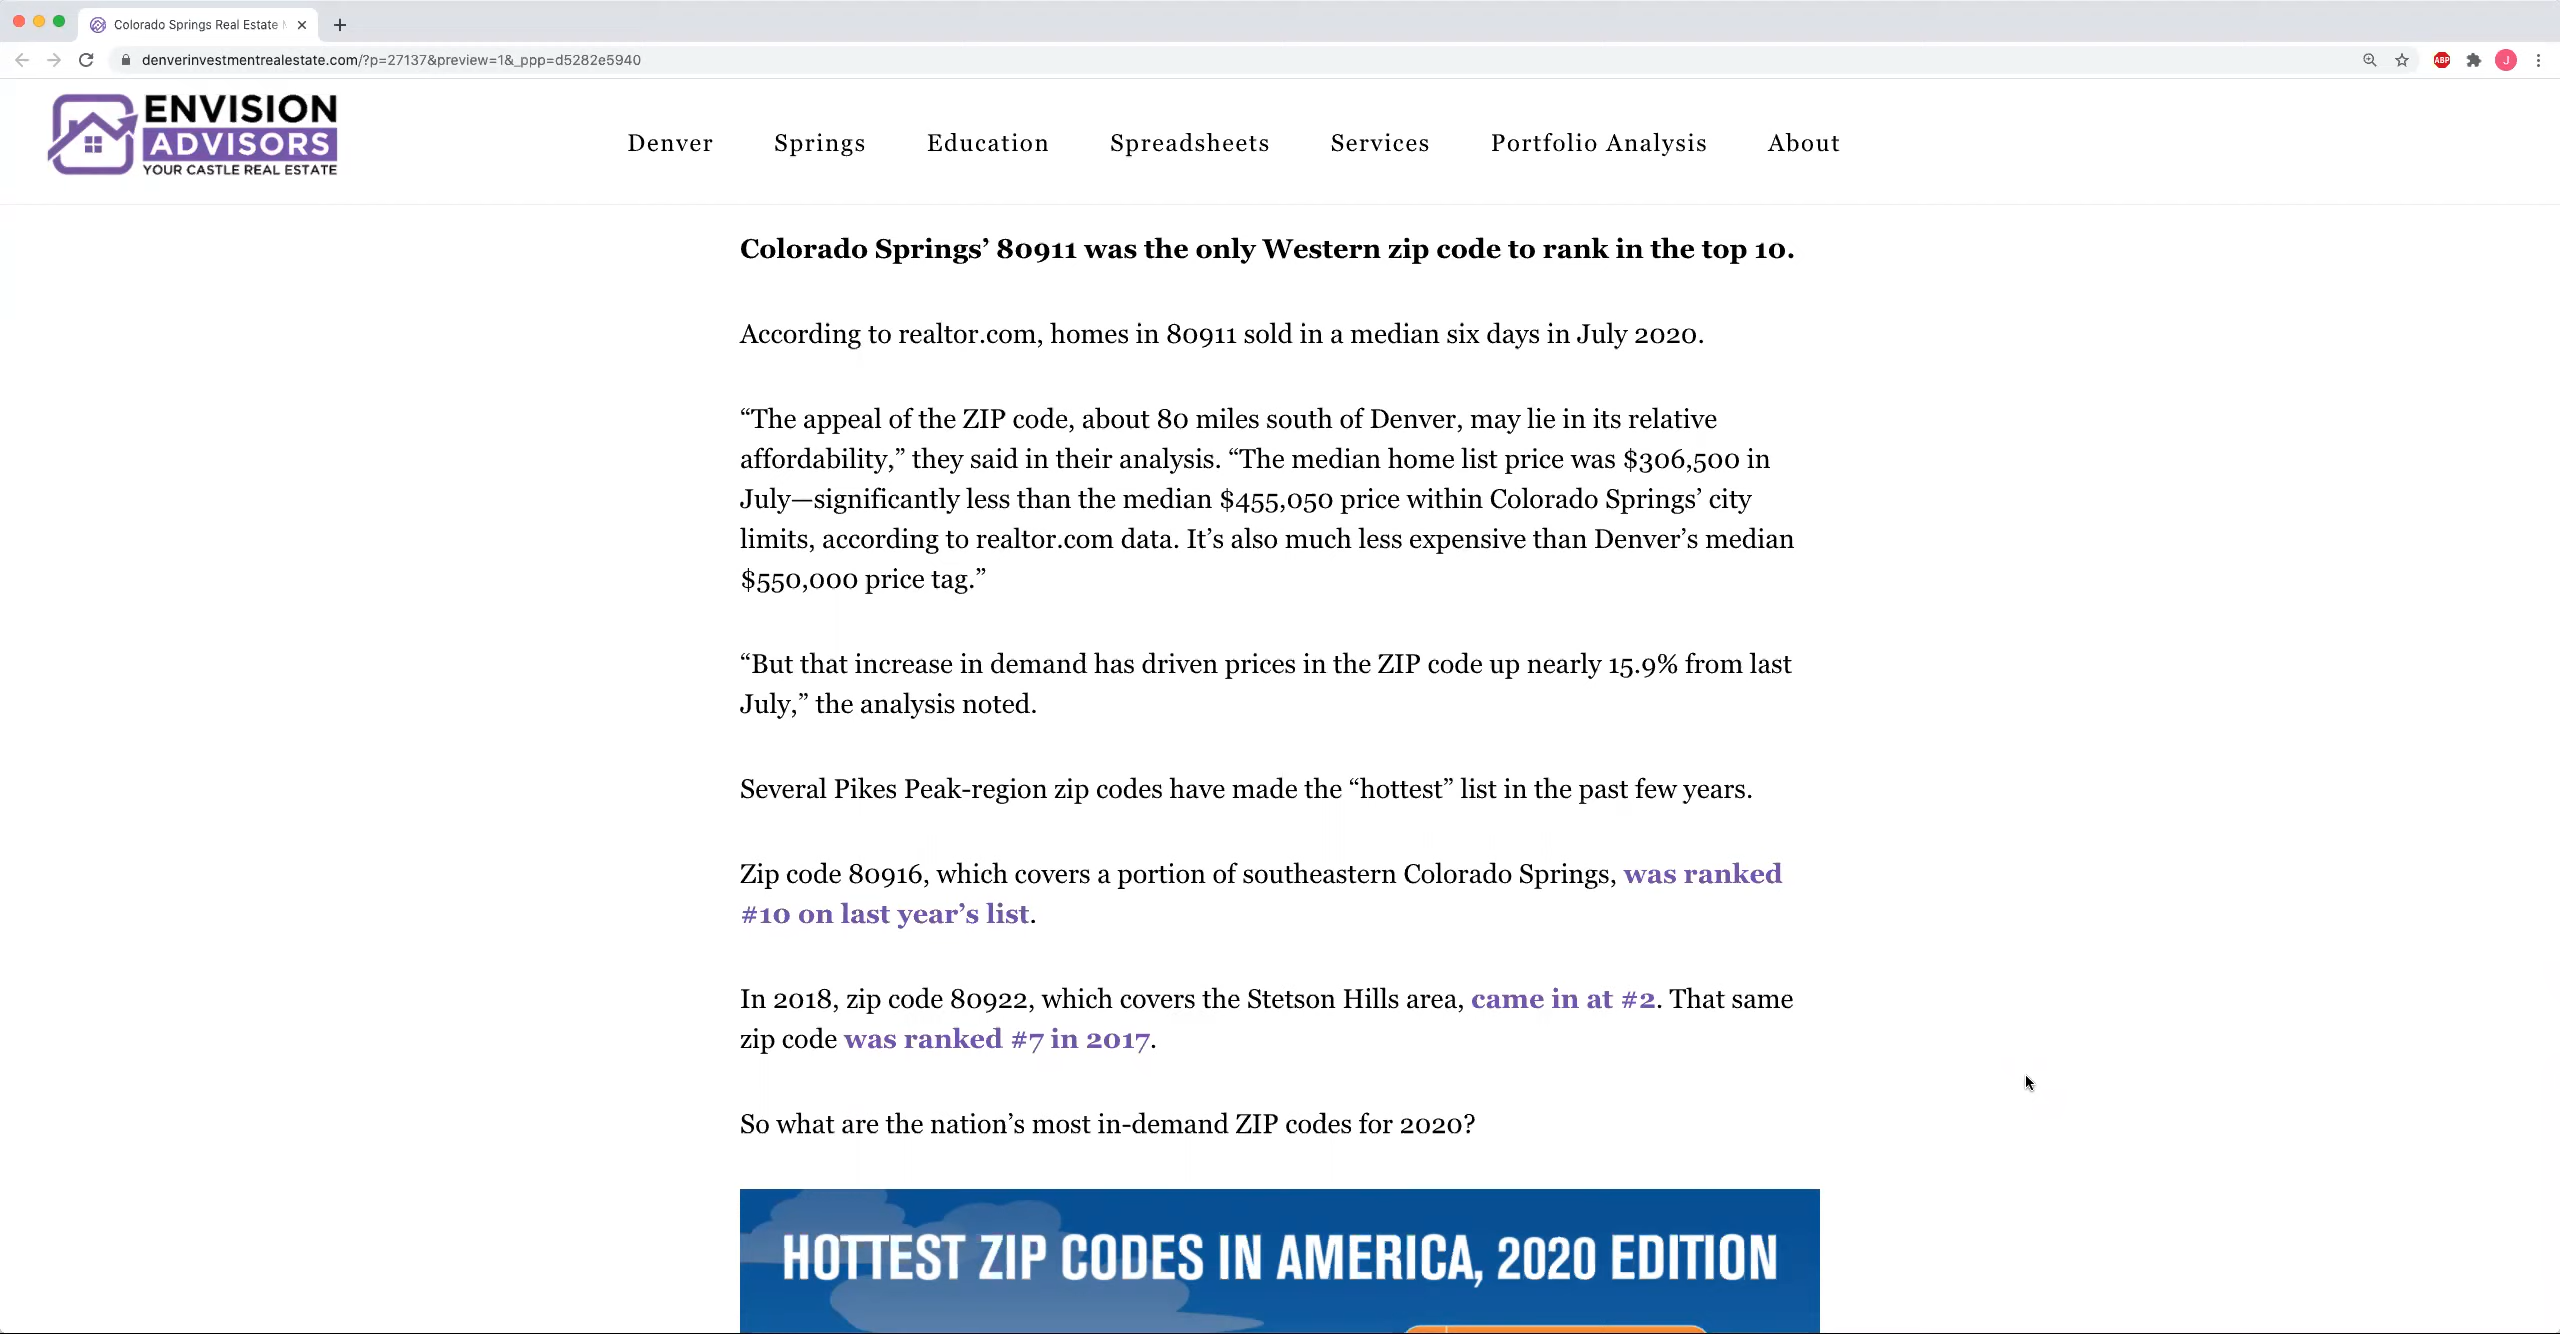 Colorado Springs Real Estate
denverinvestmentrealestate.com/?p=27137&preview=1&_ppp=d5282e5940
ABP
J
ENVISION
ADVISORS
YOUR CASTLE REAL ESTATE
Denver Springs Education Spreadsheets Services Portfolio Analysis About
Colorado Springs’ 80911 was the only Western zip code to rank in the top 10.
According to realtor.com, homes in 80911 sold in a median six days in July 2020.
“The appeal of the ZIP code, about 80 miles south of Denver, may lie in its relative
affordability,” they said in their analysis. “The median home list price was $306,500 in
July—significantly less than the median $455,050 price within Colorado Springs’ city
limits, according to realtor.com data. It’s also much less expensive than Denver’s median
$550,000 price tag.”
“But that increase in demand has driven prices in the ZIP code up nearly 15.9% from last
July,” the analysis noted.
Several Pikes Peak-region zip codes have made the “hottest” list in the past few years.
Zip code 80916, which covers a portion of southeastern Colorado Springs, was ranked
#10 on last year’s list.
In 2018, zip code 80922, which covers the Stetson Hills area, came in at #2. That same
zip code was ranked #7 in 2017.
So what are the nation’s most in-demand ZIP codes for 2020?
HOTTEST ZIP CODES IN AMERICA, 2020 EDITION